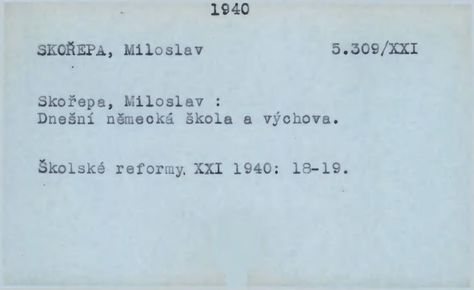 1940
SKOŘEPA, Miloslav 5.309/XXI
Skořepa, Miloslav :
Dnešní německá škola a výchova.
Školské reformy. XXI 1940: 18-19.